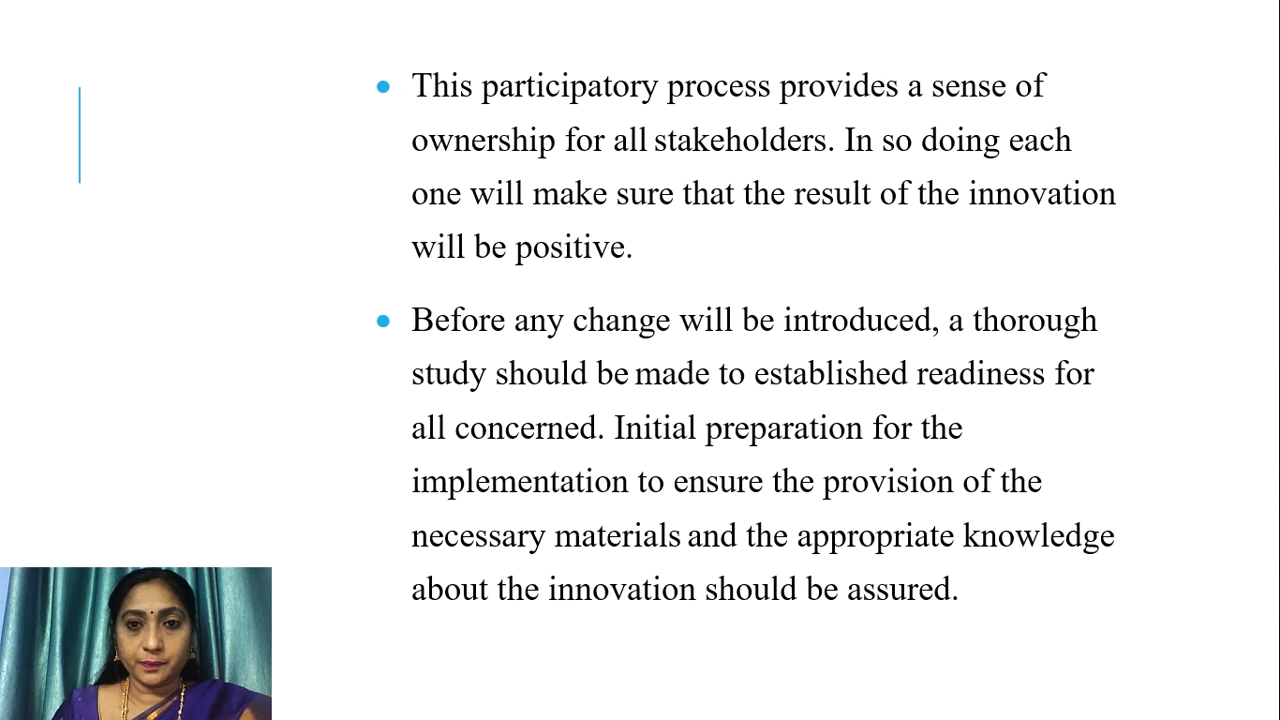 This participatory process provides a sense of
ownership for all stakeholders. In so doing each
one will make sure that the result of the innovation
will be positive.
Before any change will be introduced, a thorough
study should be made to established readiness for
all concerned. Initial preparation for the
implementation to ensure the provision of the
necessary materials and the appropriate knowledge
about the innovation should be assured.